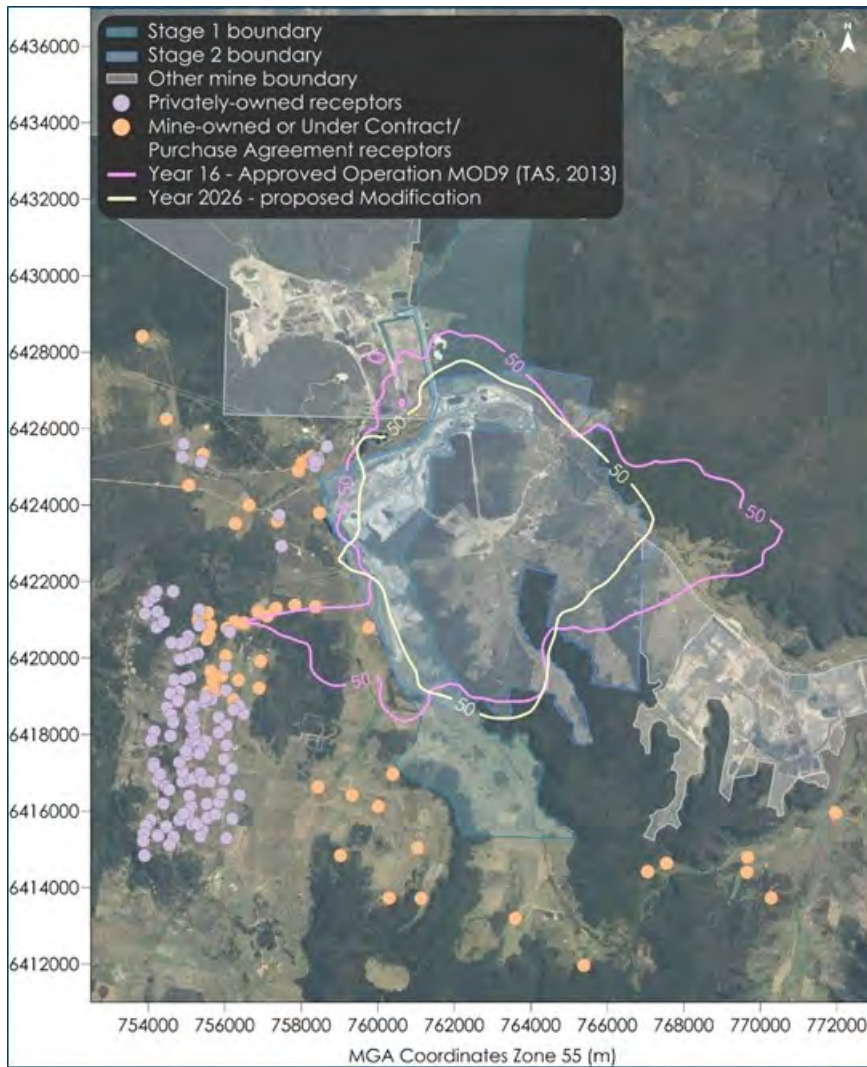 Stage 1 boundary
Stage 2 boundary
Other mine boundary
Privately-owned receptors
Mine-owned or Under Contract/
Purchase Agreement receptors
Year 16 - Approved Operation MOD9 (TAS, 2013)
Year 2026 - proposed Modification
N
6436000
6434000
6432000
6430000
6428000
6426000
6424000
6422000
6420000
6418000
6416000
6414000
6412000
50
50
50
50
50
50
50
754000 756000 758000 760000 762000 764000 766000 768000 770000 772000
MGA Coordinates Zone 55 (m)